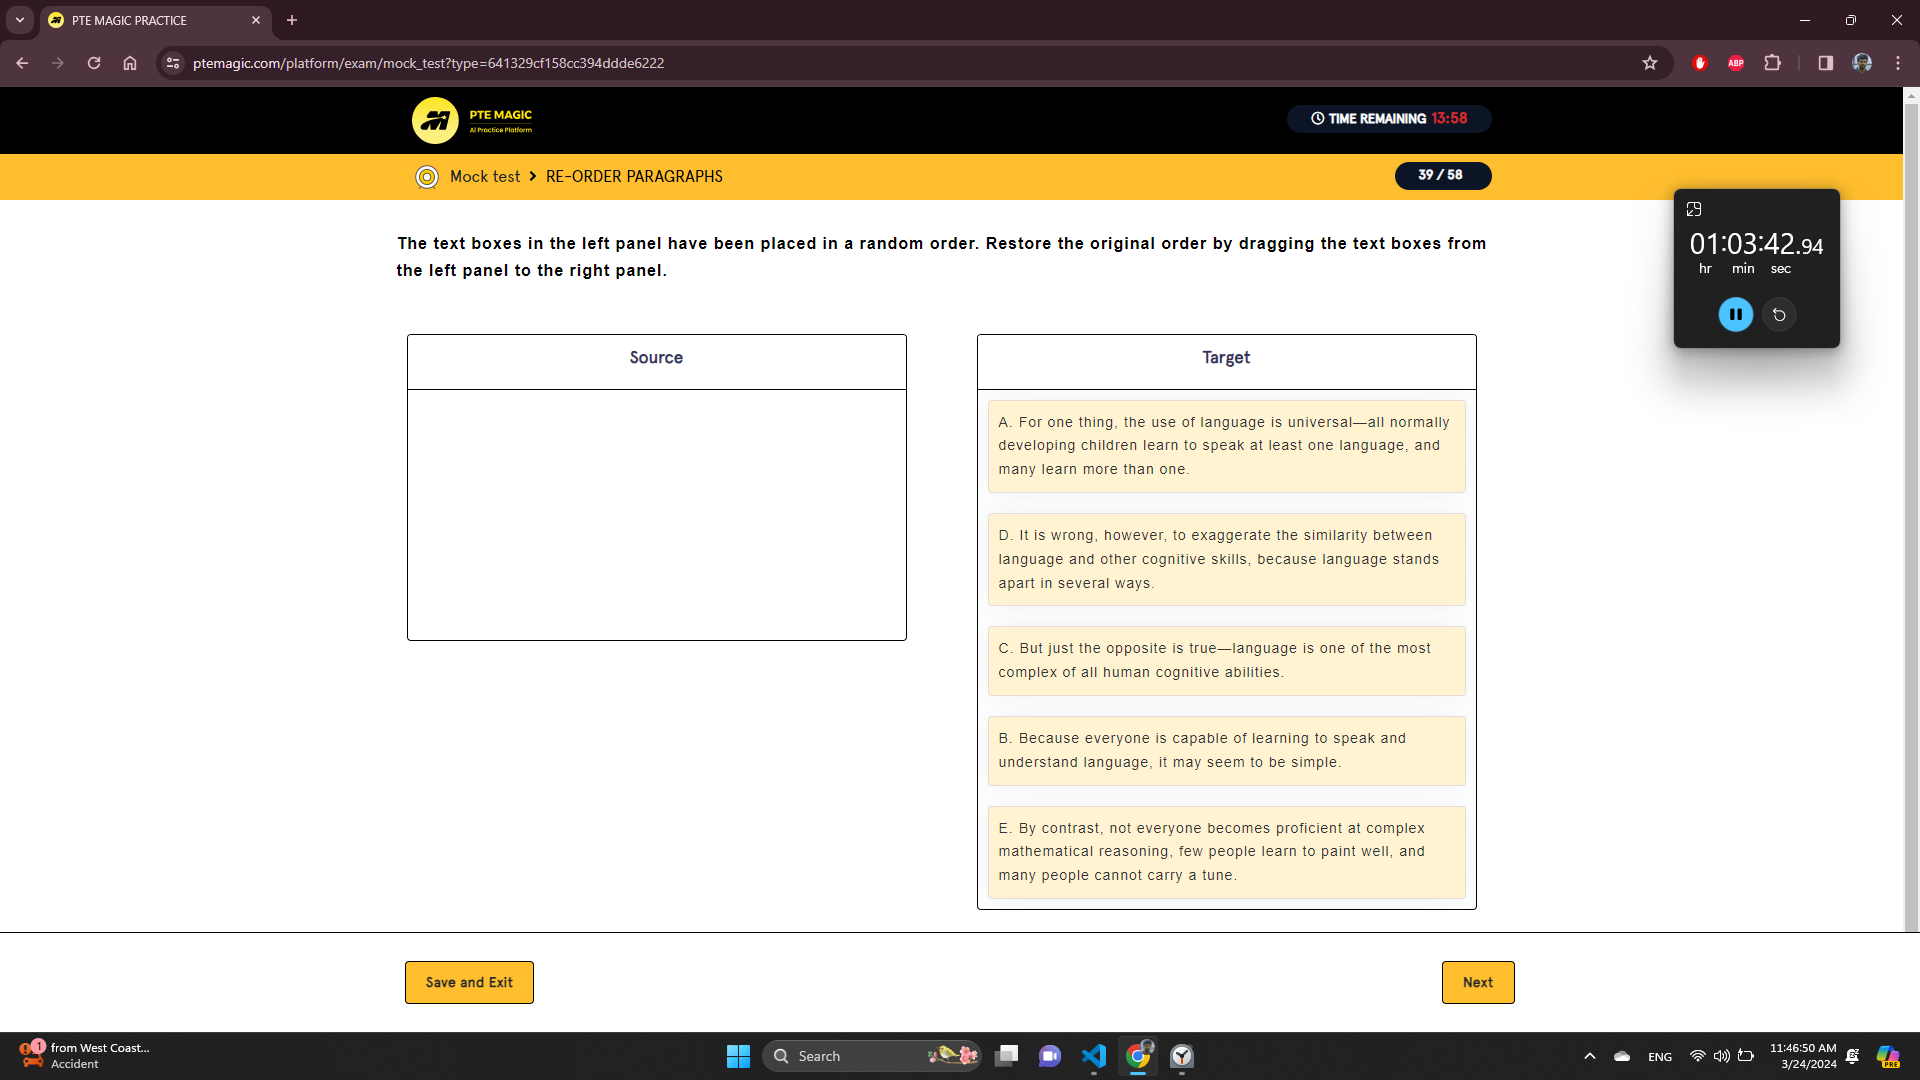 PTE MAGIC PRACTICE
ptemagic.com/platform/exam/mock_test?type=641329cf158cc394ddde6222
ABP
PTE MAGIC
AI Practice Platform
TIME REMAINING 13:58
Mock test > RE-ORDER PARAGRAPHS
39 / 58
01:03:42.94
hr min sec
The text boxes in the left panel have been placed in a random order. Restore the original order by dragging the text boxes from
the left panel to the right panel.
Source
Target
A. For one thing, the use of language is universal—all normally
developing children learn to speak at least one language, and
many learn more than one.
D. It is wrong, however, to exaggerate the similarity between
language and other cognitive skills, because language stands
apart in several ways.
C. But just the opposite is true—language is one of the most
complex of all human cognitive abilities.
B. Because everyone is capable of learning to speak and
understand language, it may seem to be simple.
E. By contrast, not everyone becomes proficient at complex
mathematical reasoning, few people learn to paint well, and
many people cannot carry a tune.
Save and Exit
Next
1
from West Coast...
Accident
Search
ENG
11:46:50 AM
3/24/2024
PRE